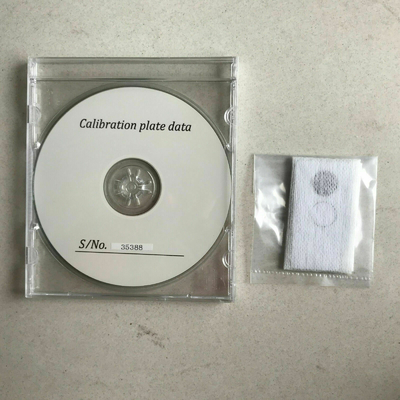 Calibration plate data
S/No. 35388